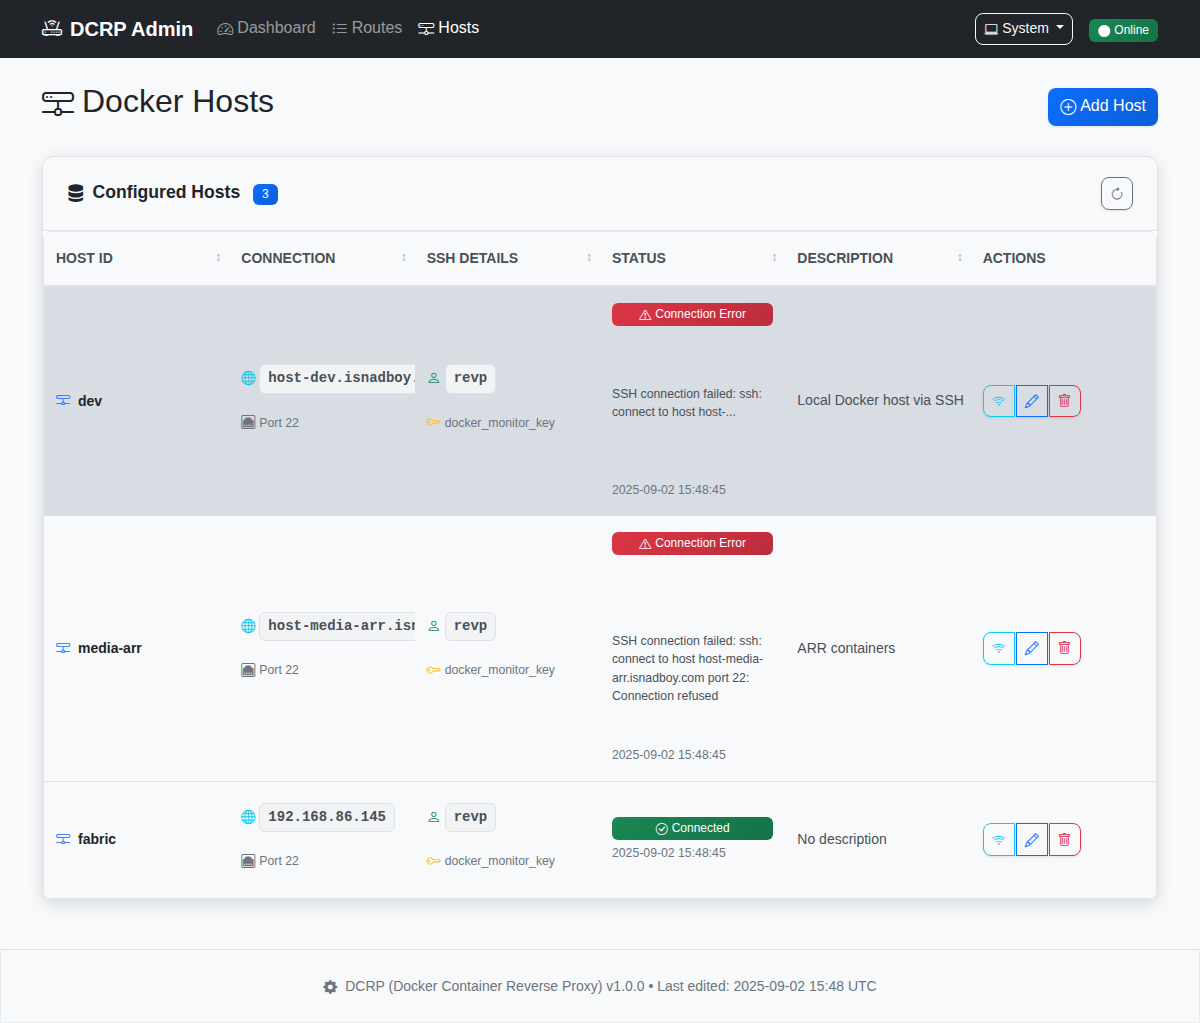 DCRP Admin Dashboard Routes Hosts System Online
Docker Hosts Add Host
Configured Hosts 3
HOST ID CONNECTION SSH DETAILS STATUS DESCRIPTION ACTIONS
Connection Error
host-dev.isnadboy. revp
dev
SSH connection failed: ssh:
connect to host host-...
Local Docker host via SSH
Port 22 docker_monitor_key
2025-09-02 15:48:45
Connection Error
host-media-arr.isn revp
media-arr
SSH connection failed: ssh:
connect to host host-media-
arr.isnadboy.com port 22:
Connection refused
ARR containers
Port 22 docker_monitor_key
2025-09-02 15:48:45
192.168.86.145 revp
fabric
Connected
2025-09-02 15:48:45
No description
Port 22 docker_monitor_key
DCRP (Docker Container Reverse Proxy) v1.0.0 • Last edited: 2025-09-02 15:48 UTC